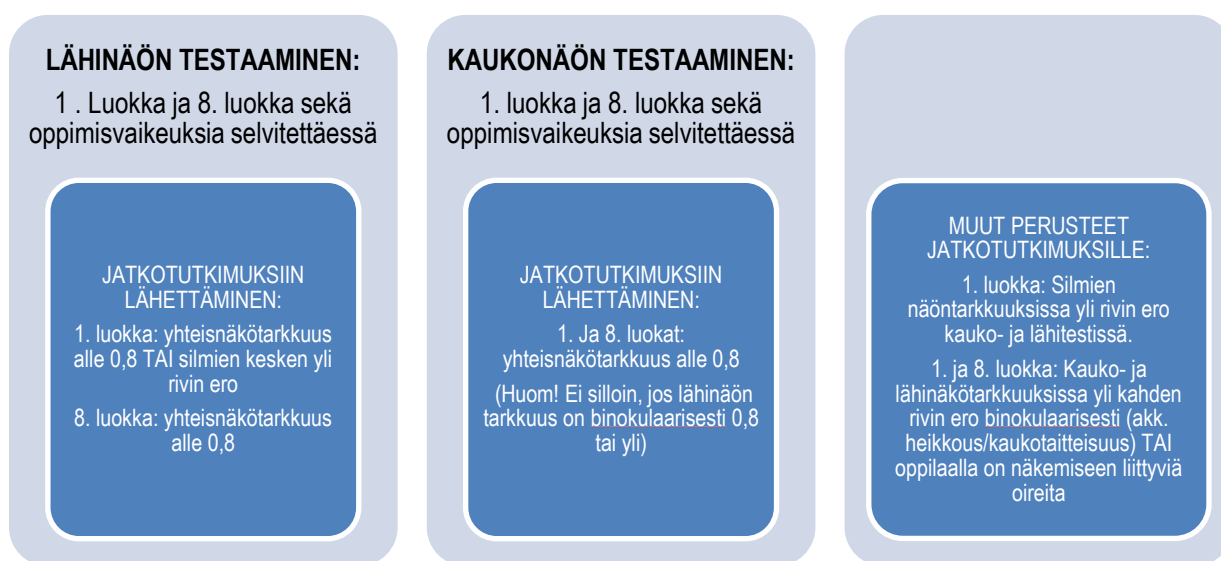 LÄHINÄÖN TESTAAMINEN:
1 . Luokka ja 8. luokka sekä
oppimisvaikeuksia selvitettäessä
JATKOTUTKIMUKSIIN
LÄHETTÄMINEN:
1. luokka: yhteisnäkötarkkuus
alle 0,8 TAI silmien kesken yli
rivin ero
8. luokka: yhteisnäkötarkkuus
alle 0,8
KAUKONÄÖN TESTAAMINEN:
1. luokka ja 8. luokka sekä
oppimisvaikeuksia selvitettäessä
JATKOTUTKIMUKSIIN
LÄHETTÄMINEN:
1. Ja 8. luokat:
yhteisnäkötarkkuus alle 0,8
(Huom! Ei silloin, jos lähinäön
tarkkuus on binokulaarisesti 0,8
tai yli)
MUUT PERUSTEET
JATKOTUTKIMUKSILLE:
1. luokka: Silmien
näöntarkkuuksissa yli rivin ero
kauko- ja lähitestissä.
1. ja 8. luokka: Kauko- ja
lähinäkötarkkuuksissa yli kahden
rivin ero binokulaarisesti (akk.
heikkous/kaukotaitteisuus) TAI
oppilaalla on näkemiseen liittyviä
oireita